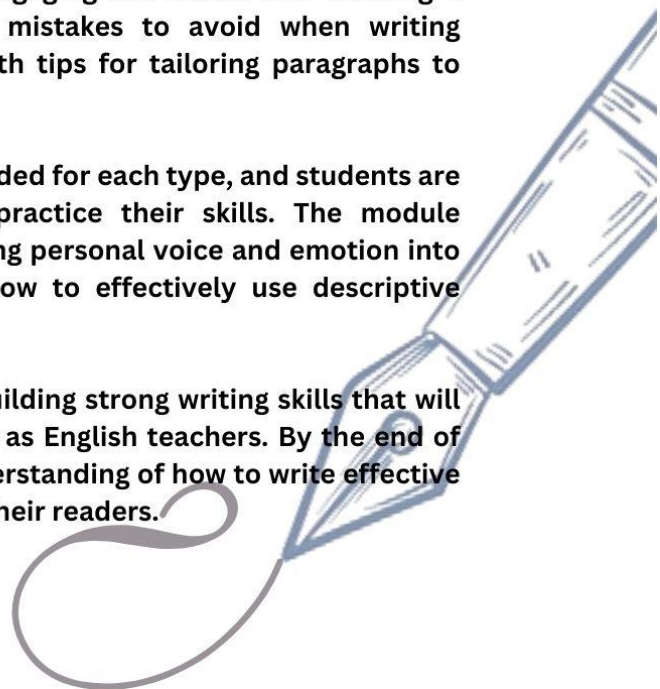 mistakes to avoid when writing
th tips for tailoring paragraphs to
ded for each type, and students are
practice their skills. The module
ng personal voice and emotion into
ow to effectively use descriptive
uilding strong writing skills that will
as English teachers. By the end of
erstanding of how to write effective
heir readers.